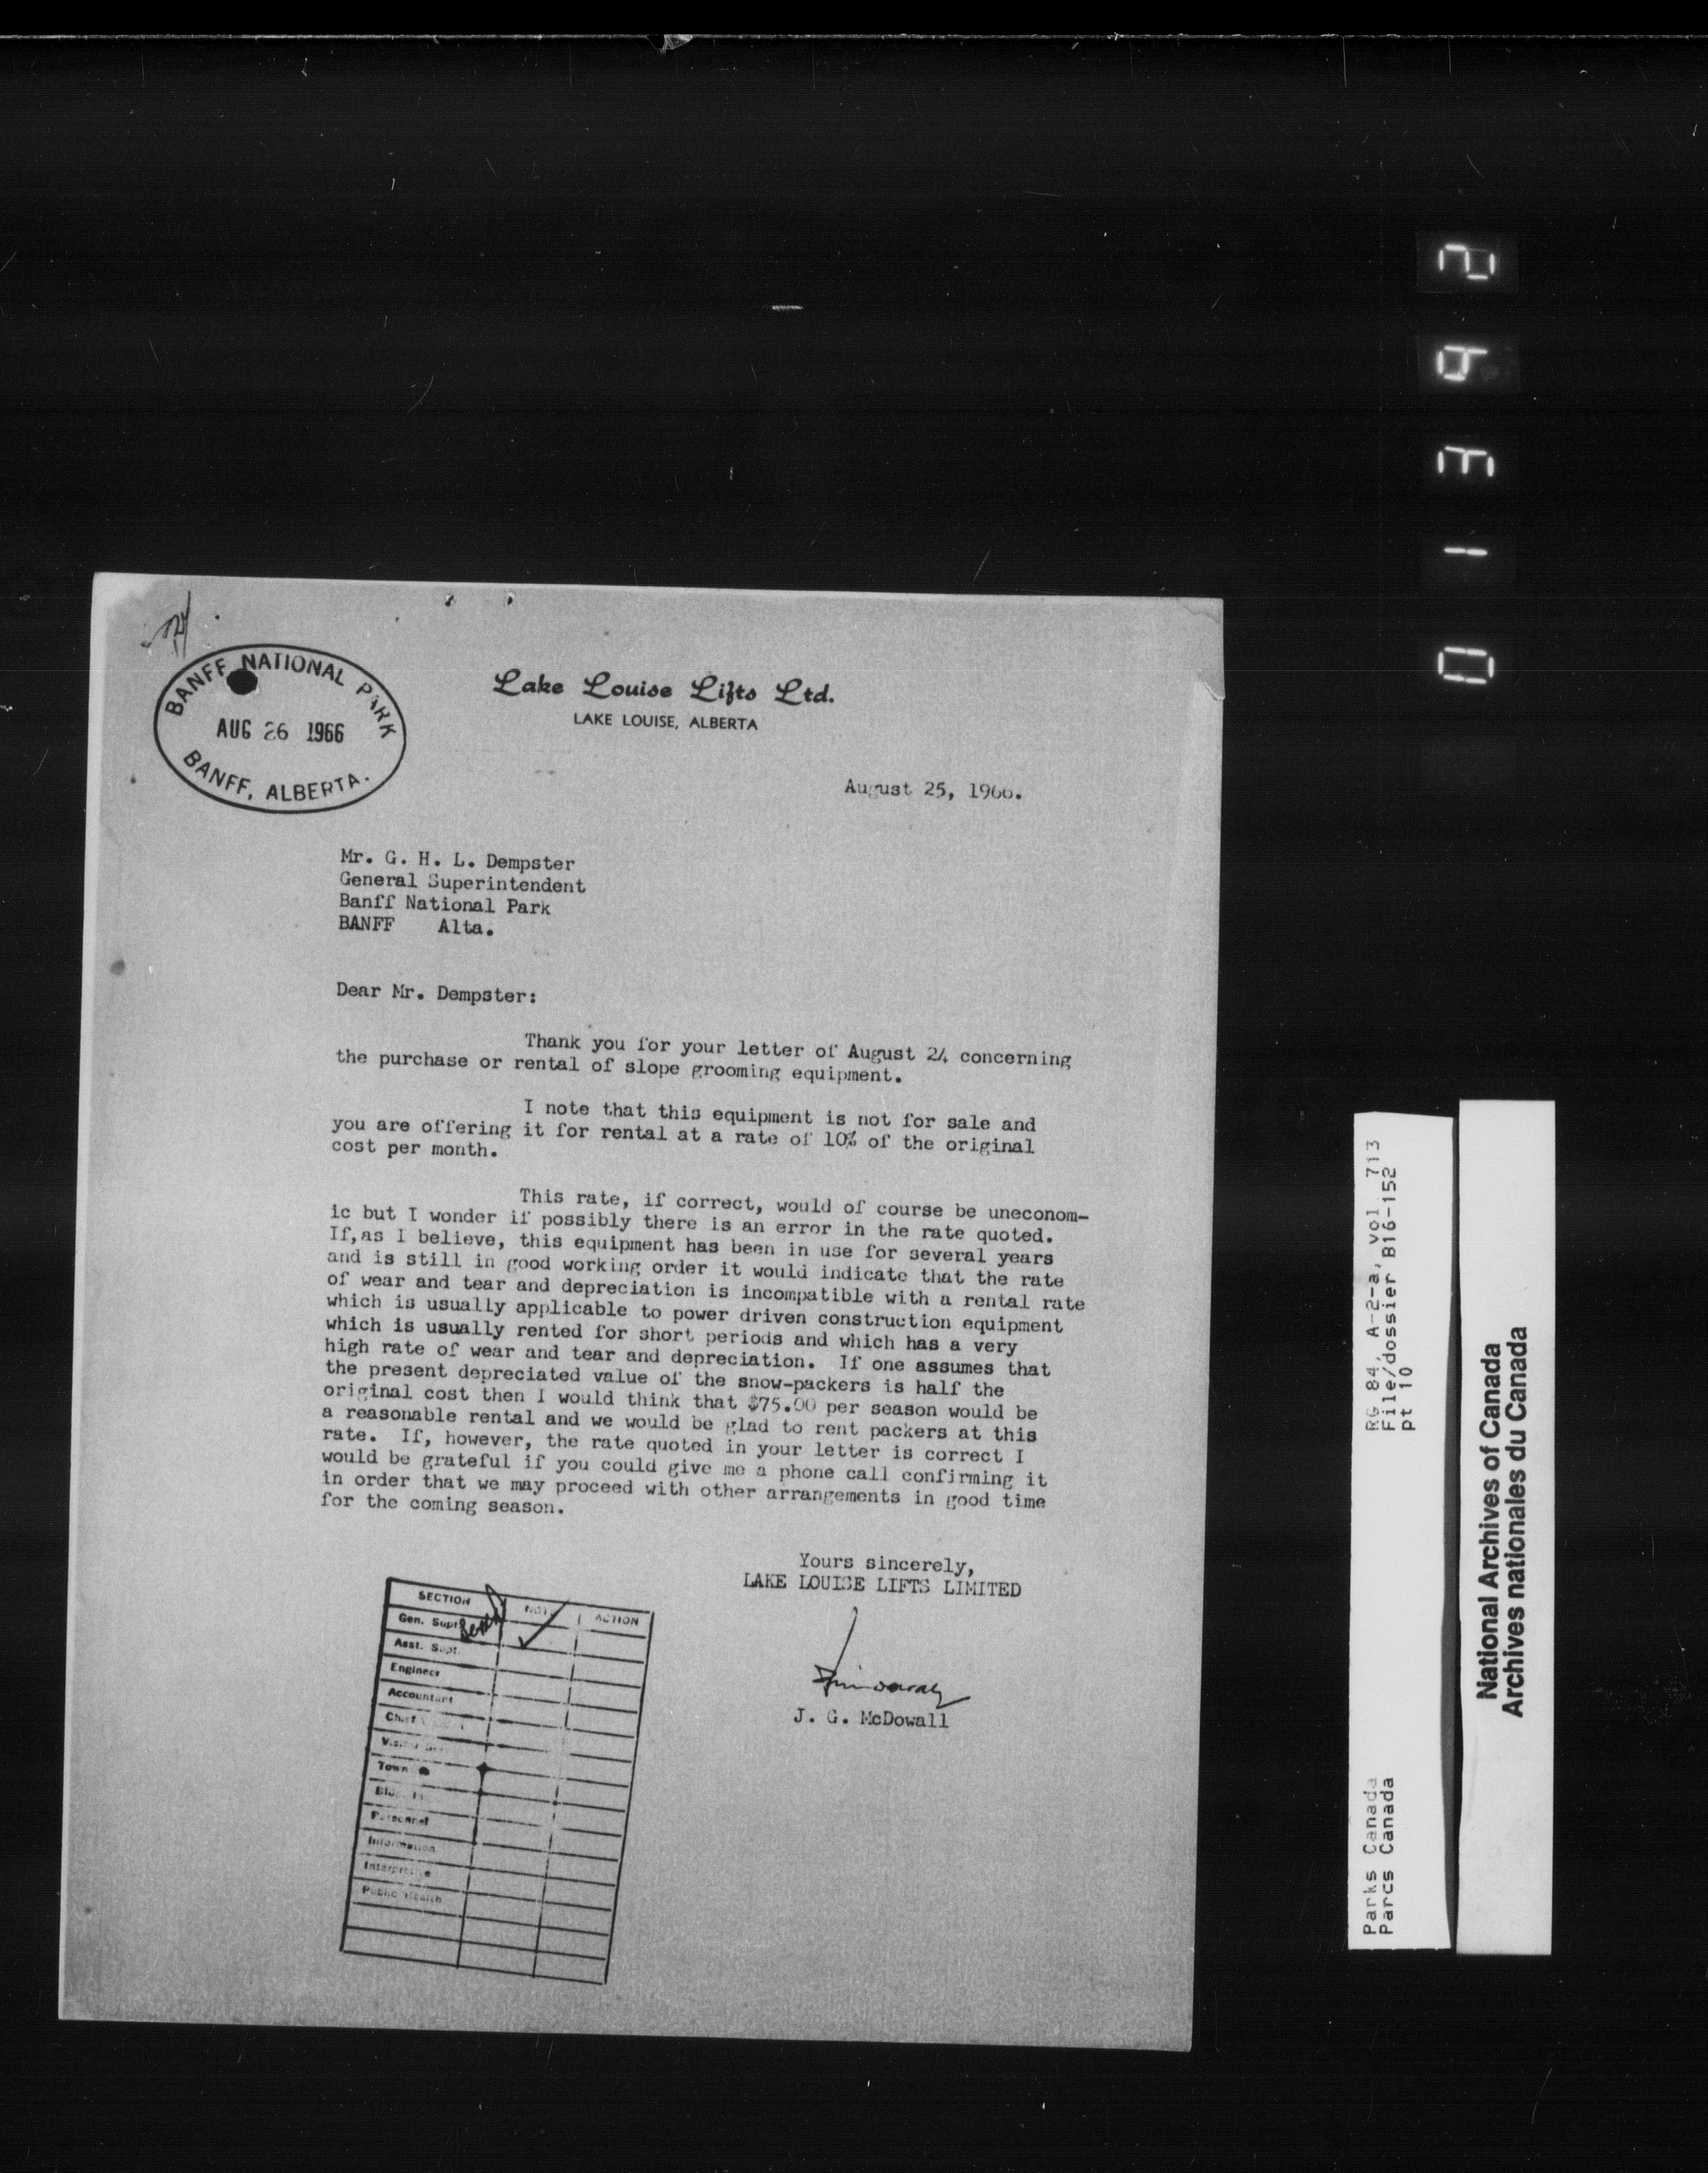 BANFF NATIONAL PARK
AUG 26 1966
BANFF, ALBERTA.
Lake Louise Lifts Ltd.
LAKE LOUISE, ALBERTA
August 25, 1966.
Mr. G. H. L. Dempster
General Superintendent
Banff National Park
BANFF Alta.
Dear Mr. Dempster:
Thank you for your letter of August 24 concerning
the purchase or rental of slope grooming equipment.
I note that this equipment is not for sale and
you are offering it for rental at a rate of 10% of the original
cost per month.
This rate, if correct, would of course be uneconom-
ic but I wonder if possibly there is an error in the rate quoted.
If,as I believe, this equipment has been in use for several years
and is still in good working order it would indicate that the rate
of wear and tear and depreciation is incompatible with a rental rate
which is usually applicable to power driven construction equipment
which is usually rented for short periods and which has a very
high rate of wear and tear and depreciation. If one assumes that
the present depreciated value of the snow-packers is half the
original cost then I would think that $75.00 per season would be
a reasonable rental and we would be glad to rent packers at this
rate. If, however, the rate quoted in your letter is correct I
would be grateful if you could give me a phone call confirming it
in order that we may proceed with other arrangements in good time
for the coming season.
Yours sincerely,
LAKE LOUISE LIFTS LIMITED
J. G. McDowall
SECTION NOTE ACTION
Gen. Supt.
Asst. Supt.
Engineer
Accountant
Chief
Town
Personnel
Information
Interpretive
Public Health
RG 84, A-2-a, vol 713
File/dossier B16-152
pt 10
Parks Canada
Parcs Canada
National Archives of Canada
Archives nationales du Canada
01392